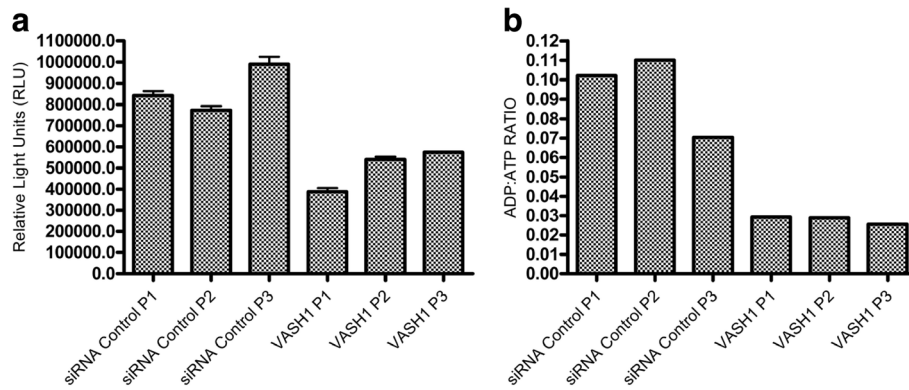 a
Relative Light Units (RLU)
1100000.0
1000000.0
900000.0
800000.0
700000.0
600000.0
500000.0
400000.0
300000.0
200000.0
100000.0
0.0
siRNA Control P1
siRNA Control P2
siRNA Control P3
VASH1 P1
VASH1 P2
VASH1 P3
b
ADP:ATP RATIO
0.12
0.11
0.10
0.09
0.08
0.07
0.06
0.05
0.04
0.03
0.02
0.01
0.00
siRNA Control P1
siRNA Control P2
siRNA Control P3
VASH1 P1
VASH1 P2
VASH1 P3